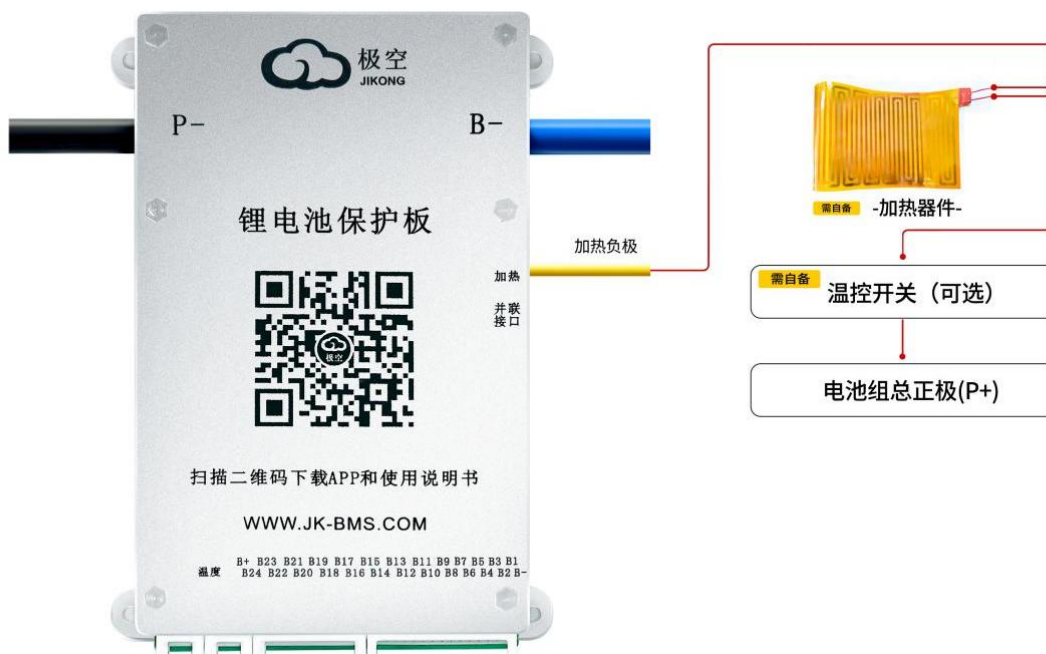 极空
JIKONG
P-
B-
锂电池保护板
加热负极
加热
并联
接口
极空
扫描二维码下载APP和使用说明书
WWW.JK-BMS.COM
温度
B+ B23 B21 B19 B17 B15 B13 B11 B9 B7 B5 B3 B1
B24 B22 B20 B18 B16 B14 B12 B10 B8 B6 B4 B2 B-
需自备 -加热器件-
需自备
温控开关（可选）
电池组总正极(P+)